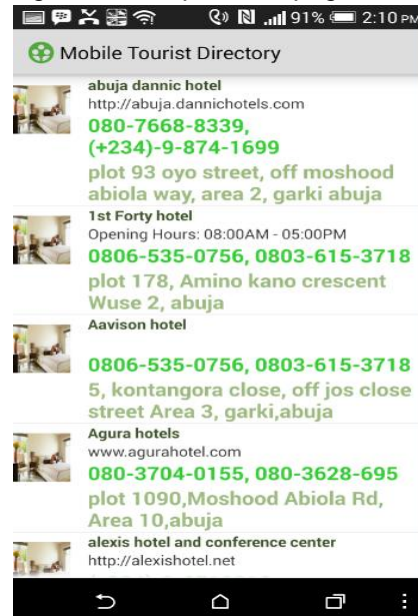 91% 2:10 PM
Mobile Tourist Directory
abuja dannic hotel
http://abuja.dannichotels.com
080-7668-8339,
(+234)-9-874-1699
plot 93 oyo street, off moshood
abiola way, area 2, garki abuja
1st Forty hotel
Opening Hours: 08:00AM - 05:00PM
0806-535-0756, 0803-615-3718
plot 178, Amino kano crescent
Wuse 2, abuja
Aavison hotel
0806-535-0756, 0803-615-3718
5, kontangora close, off jos close
street Area 3, garki,abuja
Agura hotels
www.agurahotel.com
080-3704-0155, 080-3628-695
plot 1090,Moshood Abiola Rd,
Area 10,abuja
alexis hotel and conference center
http://alexishotel.net